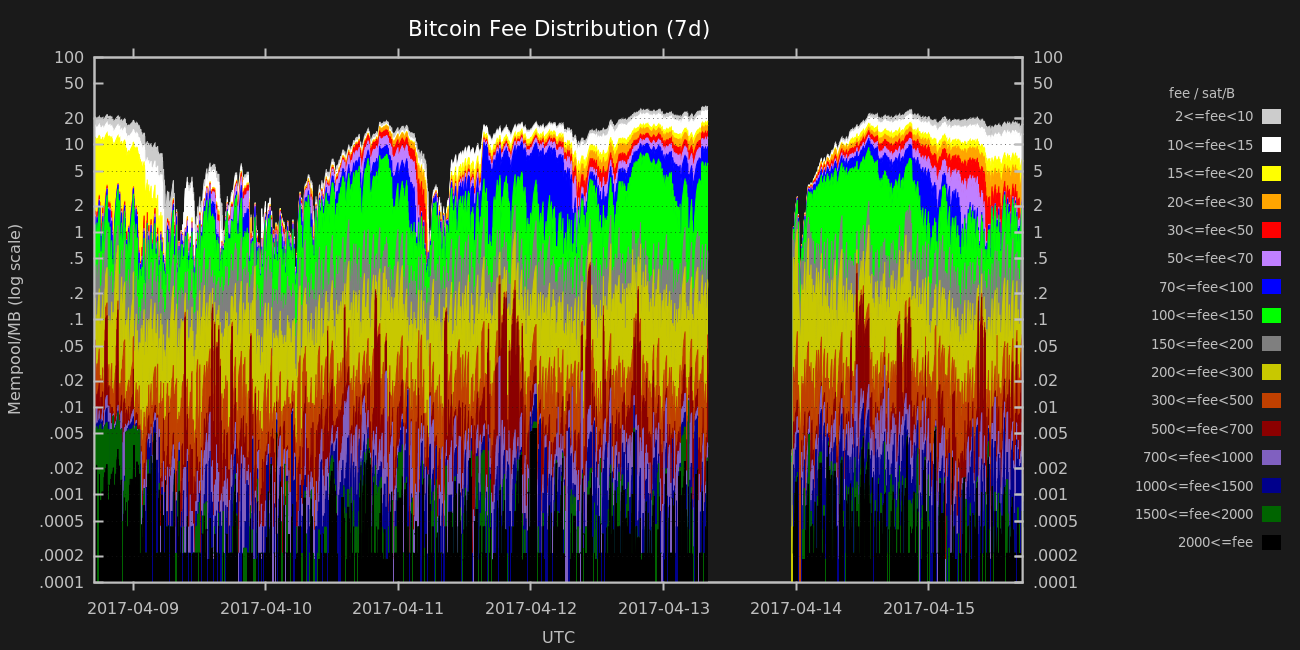 Bitcoin Fee Distribution (7d)
Mempool/MB (log scale)
100
50
20
10
5
2
1
.5
.2
.1
.05
.02
.01
.005
.002
.001
.0005
.0002
.0001
100
50
20
10
5
2
1
.5
.2
.1
.05
.02
.01
.005
.002
.001
.0005
.0002
.0001
2017-04-09 2017-04-10 2017-04-11 2017-04-12 2017-04-13 2017-04-14 2017-04-15
UTC
fee / sat/B
2<=fee<10
10<=fee<15
15<=fee<20
20<=fee<30
30<=fee<50
50<=fee<70
70<=fee<100
100<=fee<150
150<=fee<200
200<=fee<300
300<=fee<500
500<=fee<700
700<=fee<1000
1000<=fee<1500
1500<=fee<2000
2000<=fee